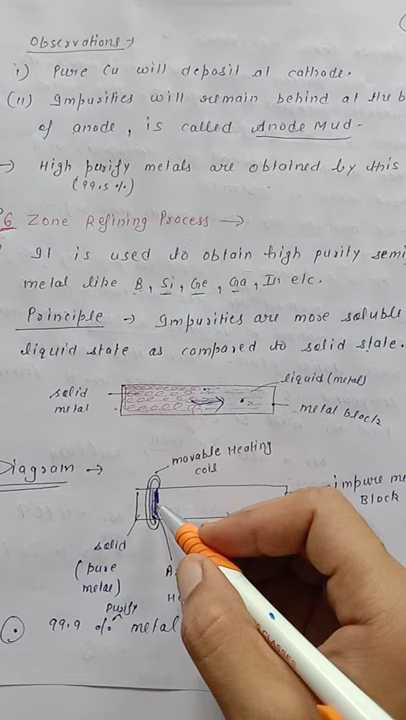 Observations →
i) Pure Cu will deposit at cathode.
(ii) Impurities will remain behind at the b
of anode, is called Anode Mud.
→ High purify metals are obtained by this
(99.5%)
6 Zone Refining Process →
It is used to obtain high purity semi
metal like B, Si, Ge, Ga, In etc.
Principle → Impurities are more soluble
liquid state as compared to solid state.
solid metal
liquid (metal)
metal block
Diagram →
movable Heating coil
impure me
Block
solid
(pure metal)
A
H
purify
99.9 % metal